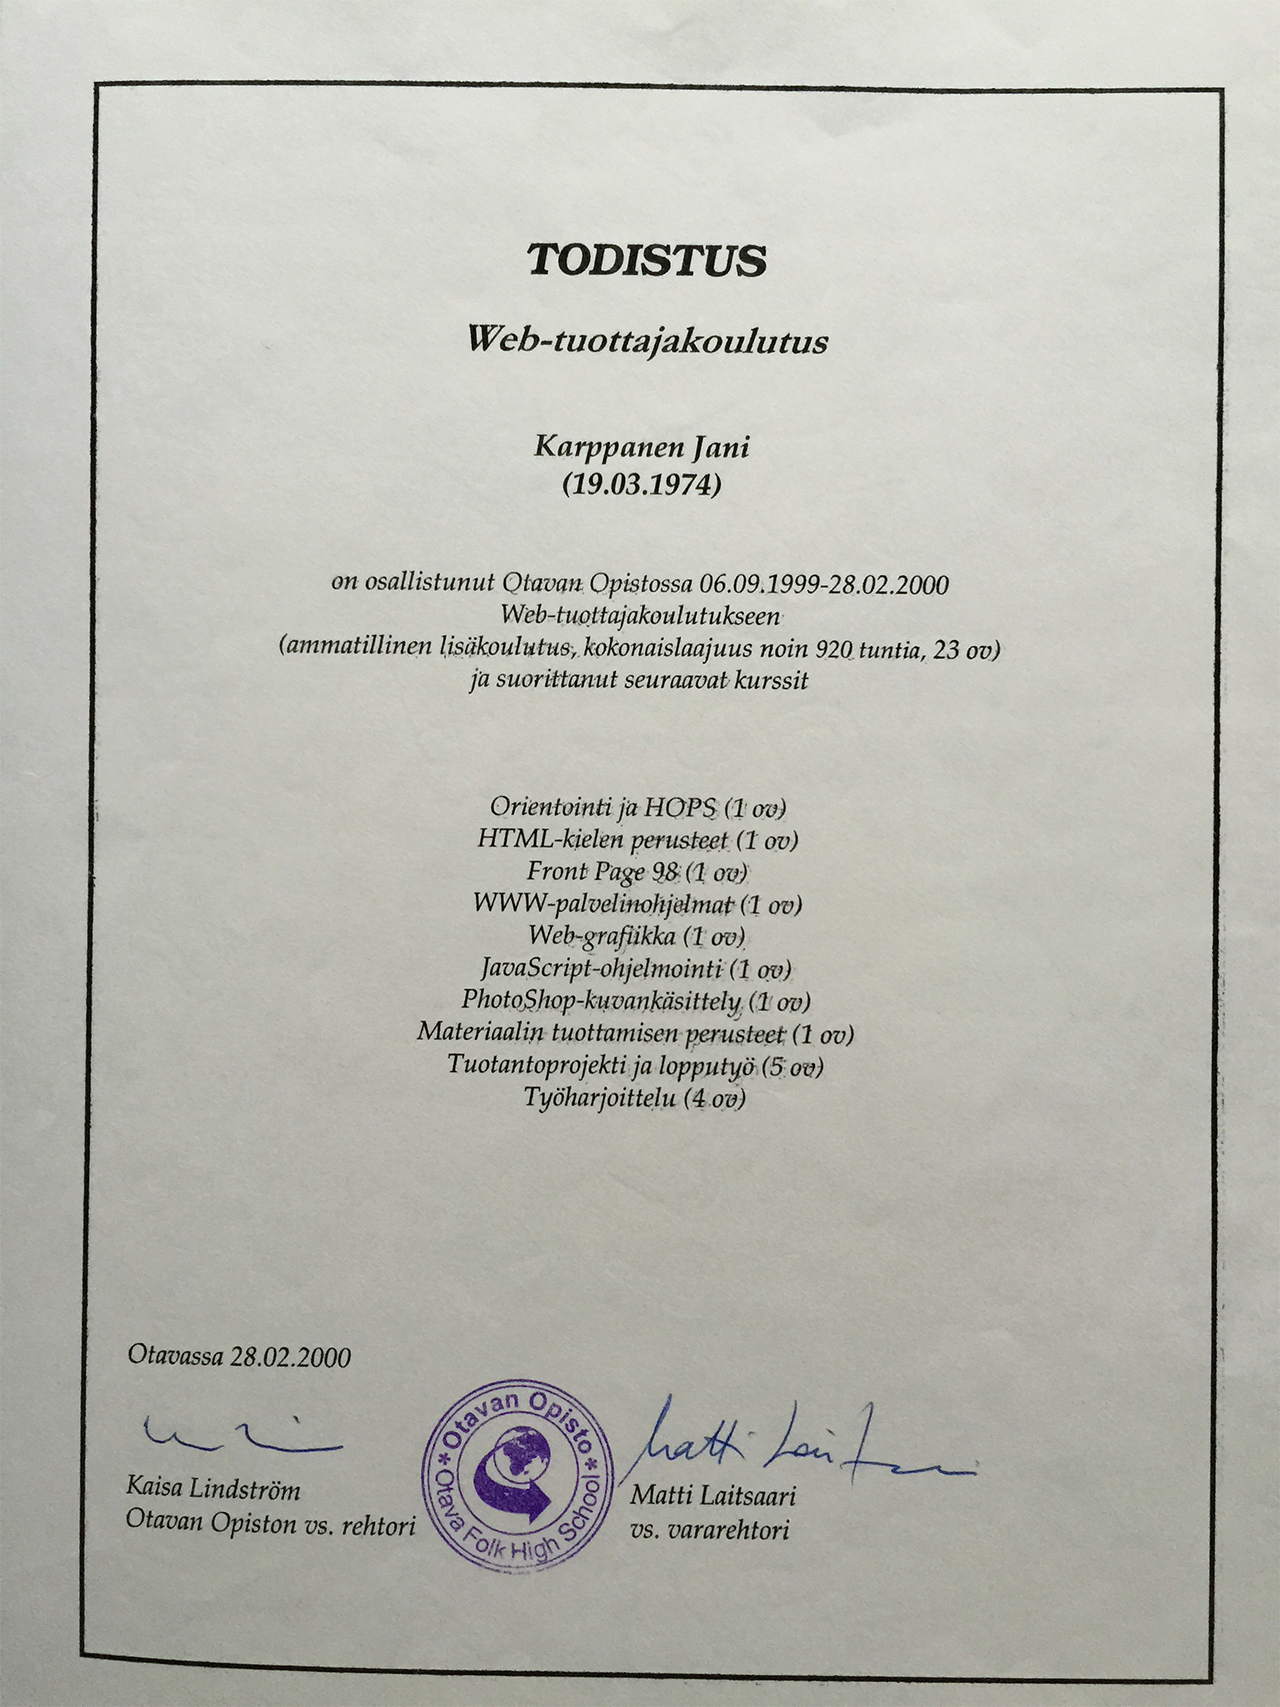 TODISTUS
Web-tuottajakoulutus
Karppanen Jani
(19.03.1974)
on osallistunut Otavan Opistossa 06.09.1999-28.02.2000
Web-tuottajakoulutukseen
(ammatillinen lisäkoulutus, kokonaislaajuus noin 920 tuntia, 23 ov)
ja suorittanut seuraavat kurssit
Orientointi ja HOPS (1 ov)
HTML-kielen perusteet (1 ov)
Front Page 98 (1 ov)
WWW-palvelinohjelmat (1 ov)
Web-grafiikka (1 ov)
JavaScript-ohjelmointi (1 ov)
PhotoShop-kuvankäsittely (1 ov)
Materiaalin tuottamisen perusteet (1 ov)
Tuotantoprojekti ja lopputyö (5 ov)
Työharjoittelu (4 ov)
Otavassa 28.02.2000
Kaisa Lindström
Otavan Opiston vs. rehtori
*Otavan Opisto*
Otava Folk High School
Matti Laitsaari
vs. vararehtori